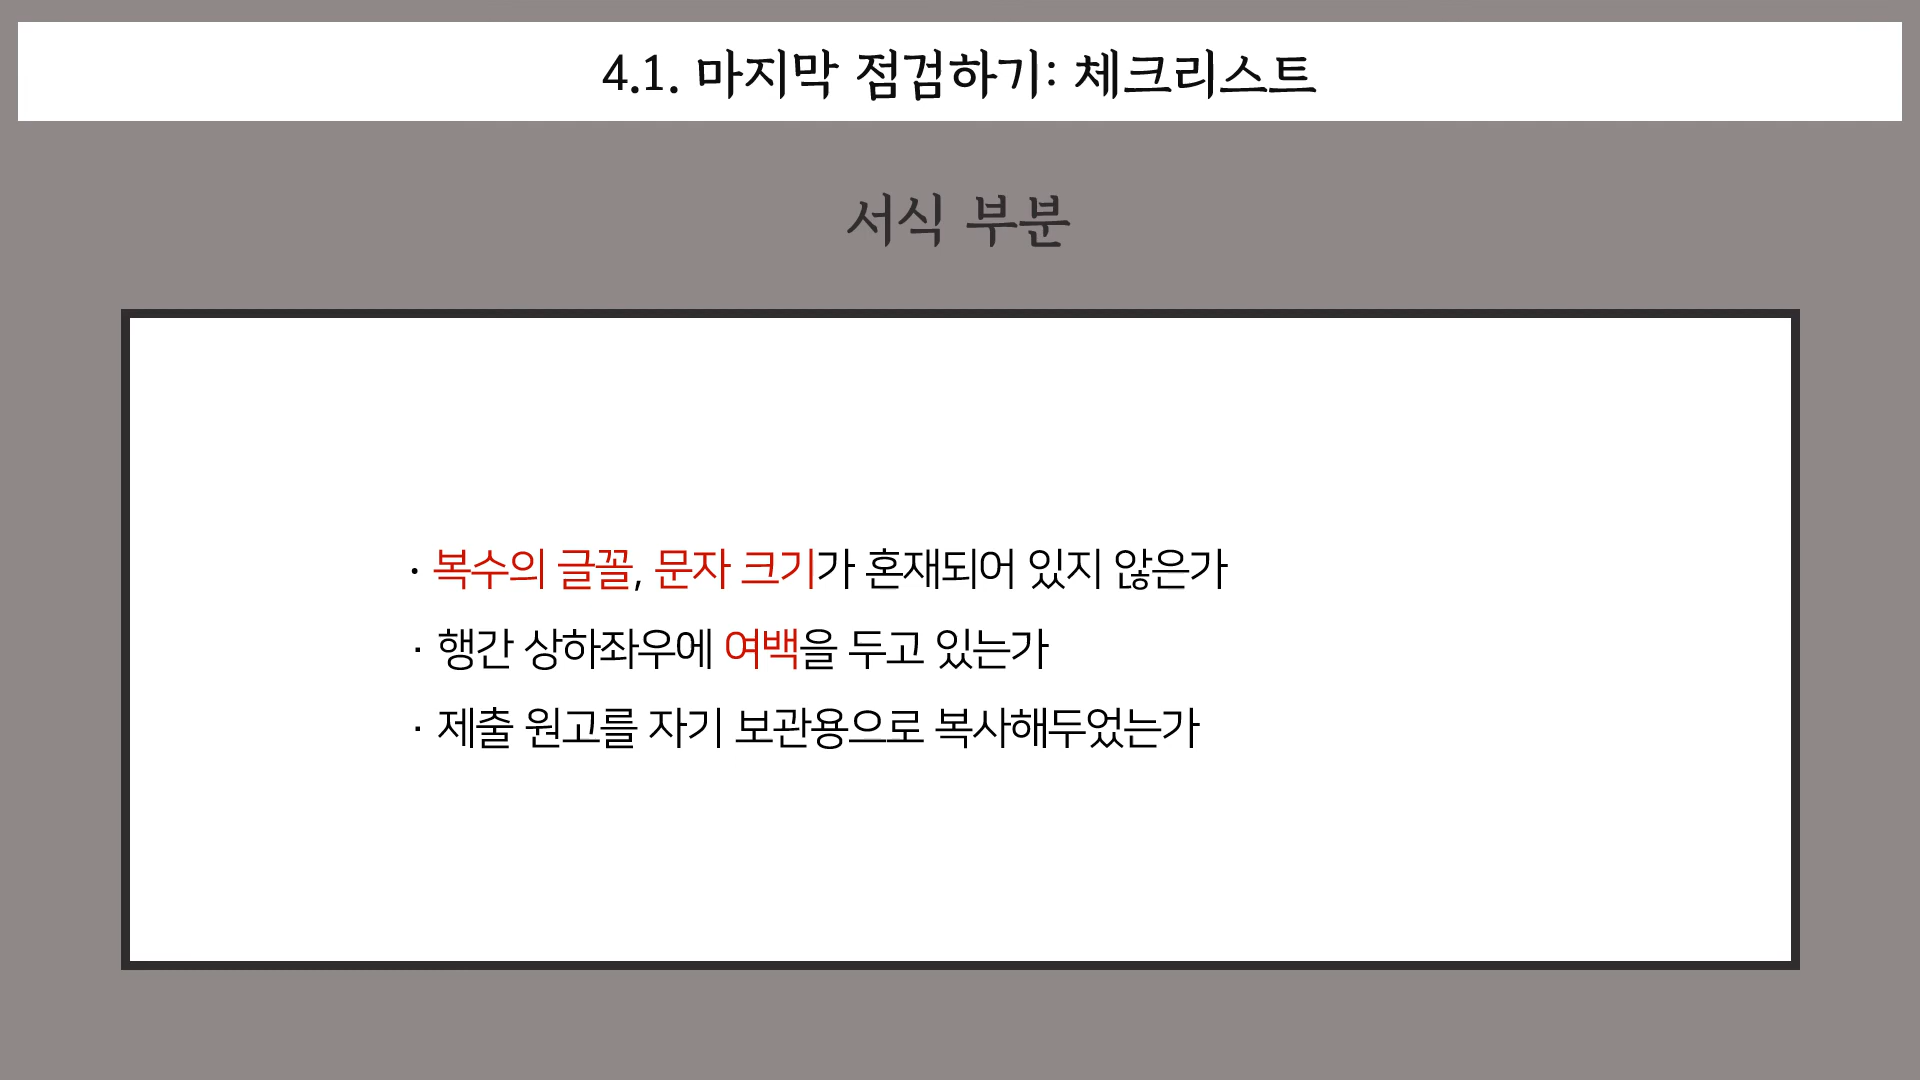 4.1. 마지막 점검하기: 체크리스트
서식 부분
· 복수의 글꼴, 문자 크기가 혼재되어 있지 않은가
· 행간 상하좌우에 여백을 두고 있는가
· 제출 원고를 자기 보관용으로 복사해두었는가